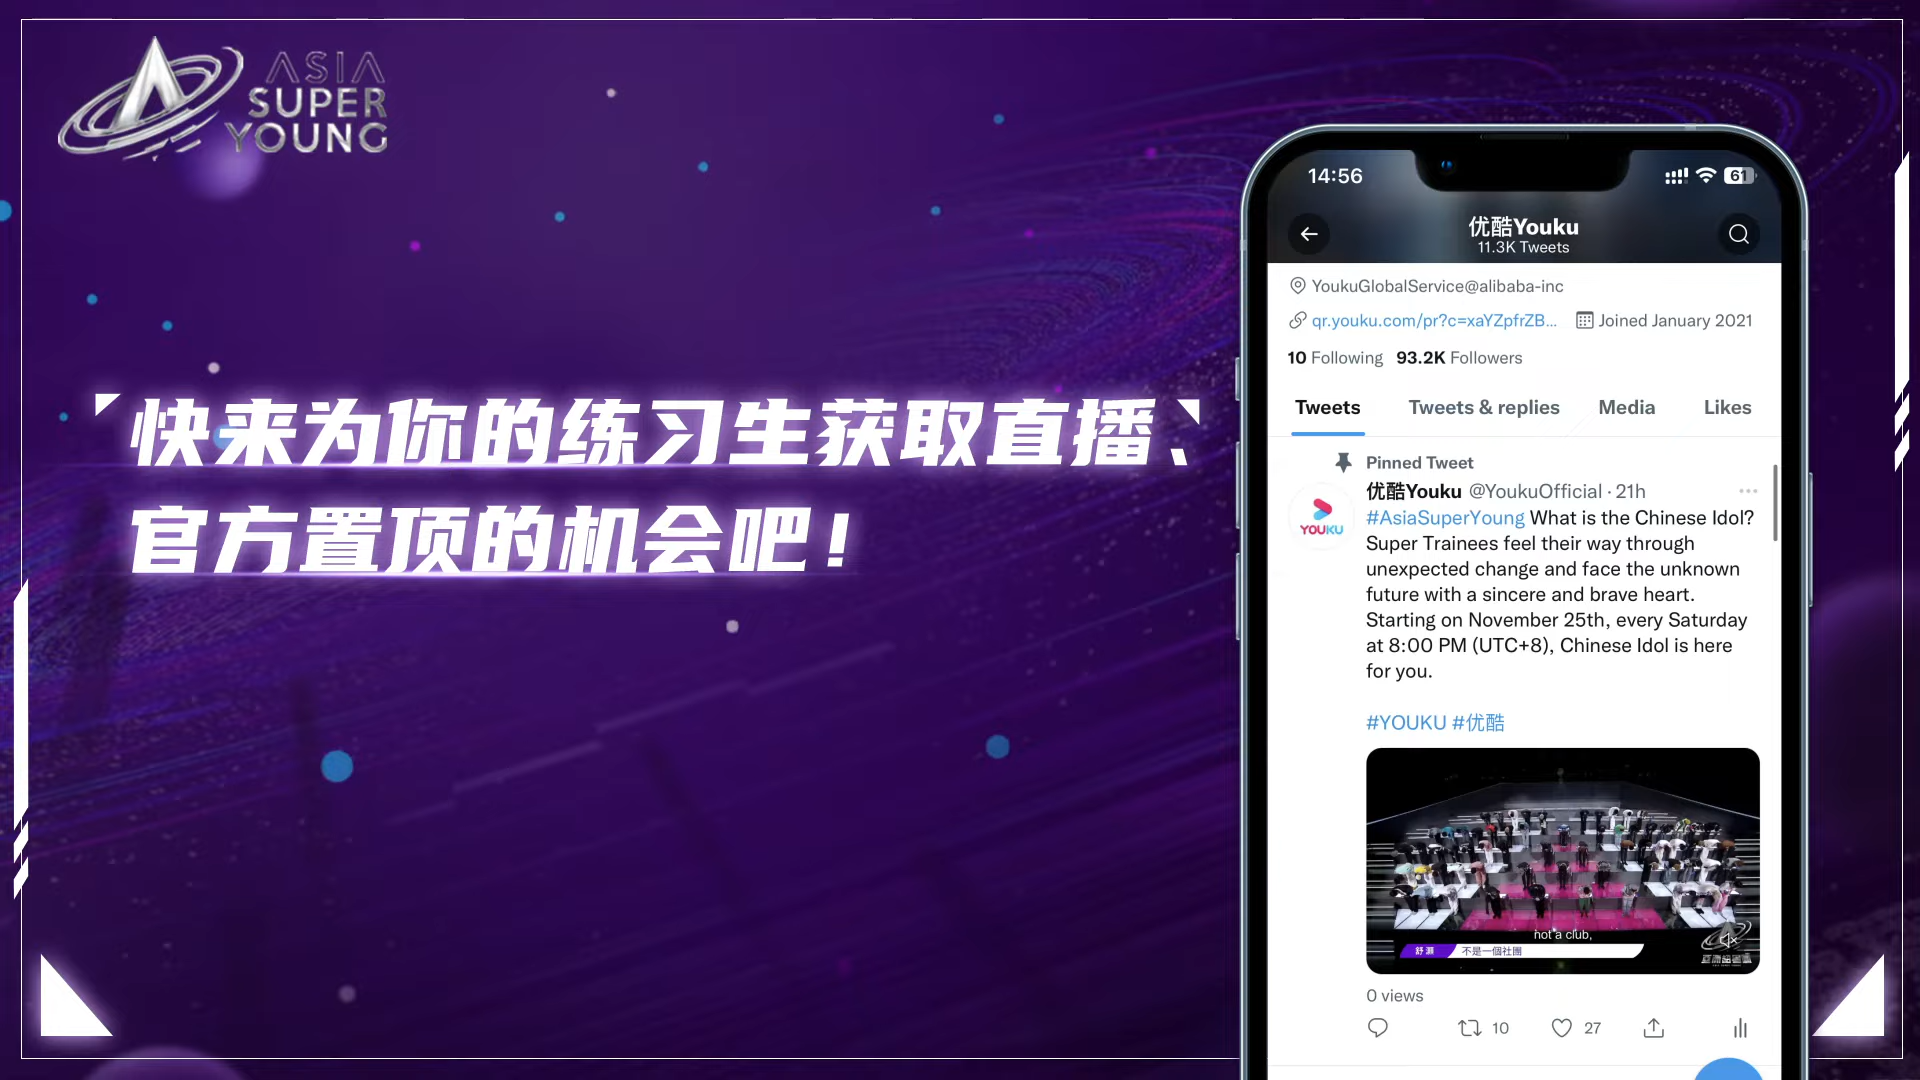 ASIA
SUPER
YOUNG
快来为你的练习生获取直播、
官方置顶的机会吧！
14:56
61
优酷Youku
11.3K Tweets
YoukuGlobalService@alibaba-inc
qr.youku.com/pr?c=xaYZpfrZB... Joined January 2021
10 Following 93.2K Followers
Tweets Tweets & replies Media Likes
Pinned Tweet
优酷Youku @YoukuOfficial · 21h
YOUKU
#AsiaSuperYoung What is the Chinese Idol?
Super Trainees feel their way through
unexpected change and face the unknown
future with a sincere and brave heart.
Starting on November 25th, every Saturday
at 8:00 PM (UTC+8), Chinese Idol is here
for you.
#YOUKU #优酷
not a club,
不是一個社團
0 views
10 27